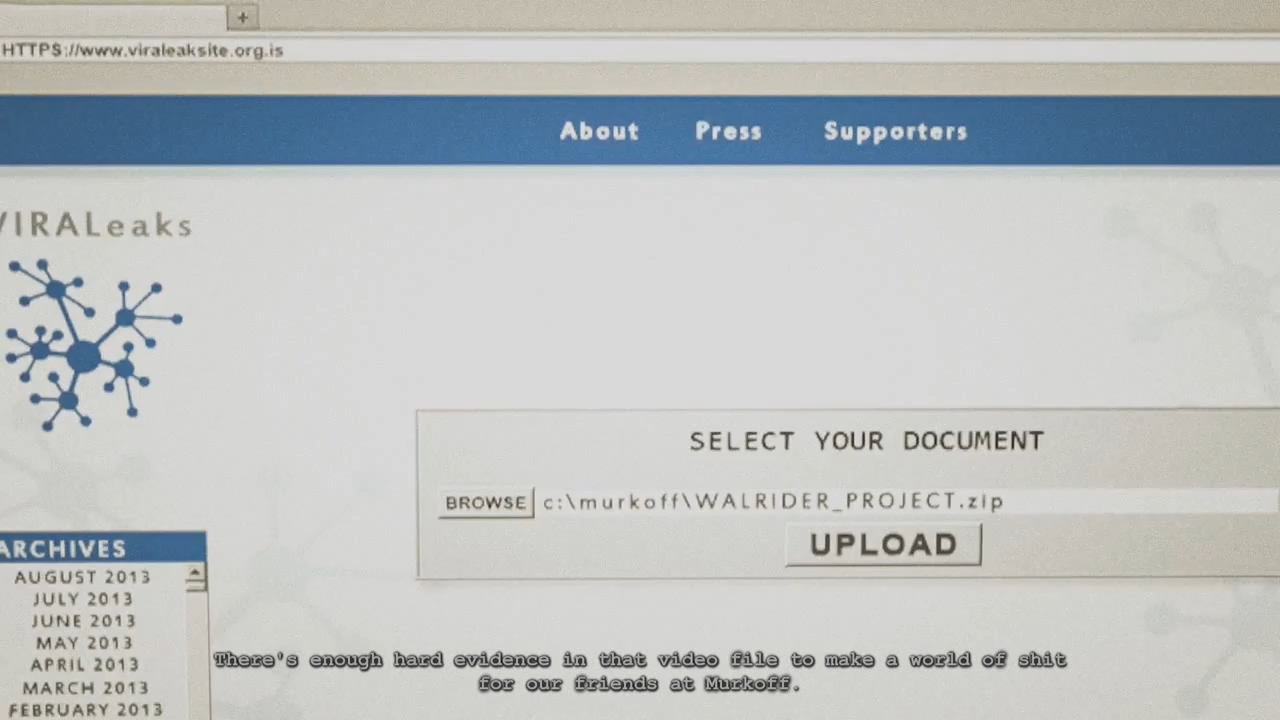 +
HTTPS://www.viraleaksite.org.is
About Press Supporters
VIRALeaks
SELECT YOUR DOCUMENT
BROWSE c:\murkoff\WALRIDER_PROJECT.zip
UPLOAD
ARCHIVES
AUGUST 2013
JULY 2013
JUNE 2013
MAY 2013
APRIL 2013
MARCH 2013
FEBRUARY 2013
There's enough hard evidence in that video file to make a world of shit
for our friends at Murkoff.